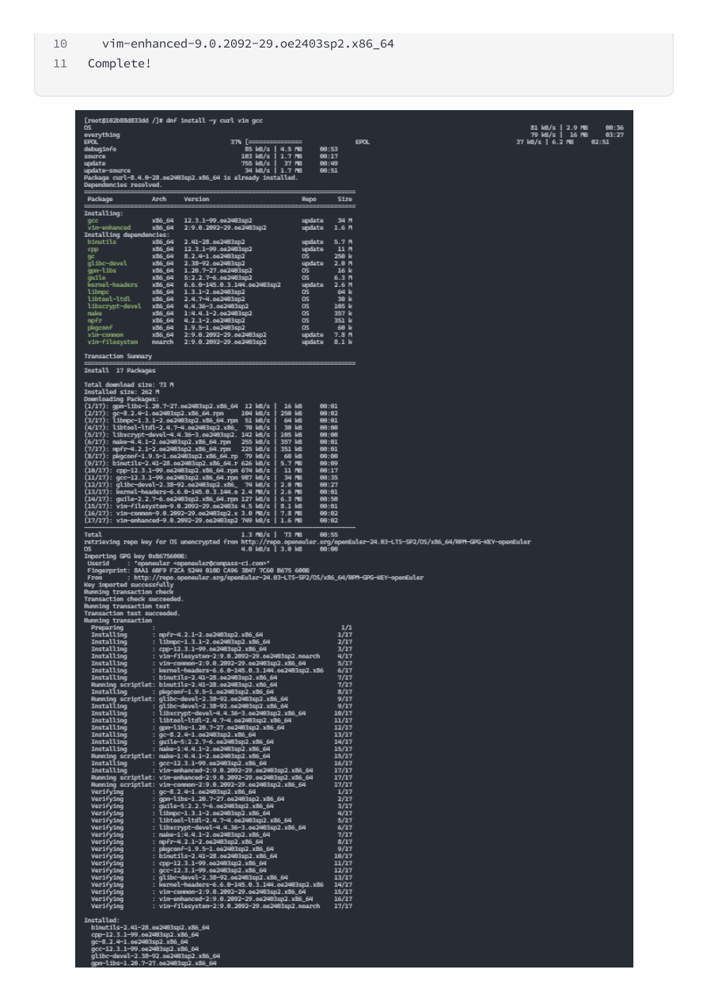 10 vim-enhanced-9.0.2092-29.oe2403sp2.x86_64
11 Complete!
[root@102b88d833dd /]# dnf install -y curl vim gcc
OS 81 kB/s | 2.9 MB 00:36
everything 79 kB/s | 16 MB 03:27
EPOL 37% [=============== EPOL 37 kB/s | 6.2 MB 02:51
debuginfo 85 kB/s | 4.5 MB 00:53
source 103 kB/s | 1.7 MB 00:17
update 755 kB/s | 37 MB 00:49
update-source 34 kB/s | 1.7 MB 00:51
Package curl-8.4.0-28.oe2403sp2.x86_64 is already installed.
Dependencies resolved.
Package Arch Version Repo Size
Installing:
gcc x86_64 12.3.1-99.oe2403sp2 update 34 M
vim-enhanced x86_64 2:9.0.2092-29.oe2403sp2 update 1.6 M
Installing dependencies:
binutils x86_64 2.41-28.oe2403sp2 update 5.7 M
cpp x86_64 12.3.1-99.oe2403sp2 update 11 M
gc x86_64 8.2.4-1.oe2403sp2 OS 250 k
glibc-devel x86_64 2.38-92.oe2403sp2 update 2.0 M
gpm-libs x86_64 1.20.7-27.oe2403sp2 OS 16 k
guile x86_64 5:2.2.7-6.oe2403sp2 OS 6.3 M
kernel-headers x86_64 6.6.0-145.0.3.144.oe2403sp2 update 2.6 M
libmpc x86_64 1.3.1-2.oe2403sp2 OS 64 k
libtool-ltdl x86_64 2.4.7-4.oe2403sp2 OS 30 k
libxcrypt-devel x86_64 4.4.36-3.oe2403sp2 OS 105 k
make x86_64 1:4.4.1-2.oe2403sp2 OS 357 k
mpfr x86_64 4.2.1-2.oe2403sp2 OS 351 k
pkgconf x86_64 1.9.5-1.oe2403sp2 OS 60 k
vim-common x86_64 2:9.0.2092-29.oe2403sp2 update 7.8 M
vim-filesystem noarch 2:9.0.2092-29.oe2403sp2 update 8.1 k
Transaction Summary
Install 17 Packages
Total download size: 73 M
Installed size: 262 M
Downloading Packages:
(1/17): gpm-libs-1.20.7-27.oe2403sp2.x86_64 12 kB/s | 16 kB 00:01
(2/17): gc-8.2.4-1.oe2403sp2.x86_64.rpm 104 kB/s | 250 kB 00:02
(3/17): libmpc-1.3.1-2.oe2403sp2.x86_64.rpm 51 kB/s | 64 kB 00:01
(4/17): libtool-ltdl-2.4.7-4.oe2403sp2.x86_ 70 kB/s | 30 kB 00:00
(5/17): libxcrypt-devel-4.4.36-3.oe2403sp2. 142 kB/s | 105 kB 00:00
(6/17): make-4.4.1-2.oe2403sp2.x86_64.rpm 255 kB/s | 357 kB 00:01
(7/17): mpfr-4.2.1-2.oe2403sp2.x86_64.rpm 225 kB/s | 351 kB 00:01
(8/17): pkgconf-1.9.5-1.oe2403sp2.x86_64.rp 79 kB/s | 60 kB 00:00
(9/17): binutils-2.41-28.oe2403sp2.x86_64.r 626 kB/s | 5.7 MB 00:09
(10/17): cpp-12.3.1-99.oe2403sp2.x86_64.rpm 674 kB/s | 11 MB 00:17
(11/17): gcc-12.3.1-99.oe2403sp2.x86_64.rpm 987 kB/s | 34 MB 00:35
(12/17): glibc-devel-2.38-92.oe2403sp2.x86_ 74 kB/s | 2.0 MB 00:27
(13/17): kernel-headers-6.6.0-145.0.3.144.o 2.4 MB/s | 2.6 MB 00:01
(14/17): guile-2.2.7-6.oe2403sp2.x86_64.rpm 127 kB/s | 6.3 MB 00:50
(15/17): vim-filesystem-9.0.2092-29.oe2403s 4.5 kB/s | 8.1 kB 00:01
(16/17): vim-common-9.0.2092-29.oe2403sp2.x 3.0 MB/s | 7.8 MB 00:02
(17/17): vim-enhanced-9.0.2092-29.oe2403sp2 749 kB/s | 1.6 MB 00:02
Total 1.3 MB/s | 73 MB 00:55
retrieving repo key for OS unencrypted from http://repo.openeuler.org/openEuler-24.03-LTS-SP2/OS/x86_64/RPM-GPG-KEY-openEuler
OS 4.0 kB/s | 3.0 kB 00:00
Importing GPG key 0xB675600B:
Userid : "openeuler <openeuler@compass-ci.com>"
Fingerprint: 8AA1 6BF9 F2CA 5244 010D CA96 3B47 7C60 B675 600B
From : http://repo.openeuler.org/openEuler-24.03-LTS-SP2/OS/x86_64/RPM-GPG-KEY-openEuler
Key imported successfully
Running transaction check
Transaction check succeeded.
Running transaction test
Transaction test succeeded.
Running transaction
Preparing : 1/1
Installing : mpfr-4.2.1-2.oe2403sp2.x86_64 1/17
Installing : libmpc-1.3.1-2.oe2403sp2.x86_64 2/17
Installing : cpp-12.3.1-99.oe2403sp2.x86_64 3/17
Installing : vim-filesystem-2:9.0.2092-29.oe2403sp2.noarch 4/17
Installing : vim-common-2:9.0.2092-29.oe2403sp2.x86_64 5/17
Installing : kernel-headers-6.6.0-145.0.3.144.oe2403sp2.x86 6/17
Installing : binutils-2.41-28.oe2403sp2.x86_64 7/17
Running scriptlet: binutils-2.41-28.oe2403sp2.x86_64 7/17
Installing : pkgconf-1.9.5-1.oe2403sp2.x86_64 8/17
Running scriptlet: glibc-devel-2.38-92.oe2403sp2.x86_64 9/17
Installing : glibc-devel-2.38-92.oe2403sp2.x86_64 9/17
Installing : libxcrypt-devel-4.4.36-3.oe2403sp2.x86_64 10/17
Installing : libtool-ltdl-2.4.7-4.oe2403sp2.x86_64 11/17
Installing : gpm-libs-1.20.7-27.oe2403sp2.x86_64 12/17
Installing : gc-8.2.4-1.oe2403sp2.x86_64 13/17
Installing : guile-5:2.2.7-6.oe2403sp2.x86_64 14/17
Installing : make-1:4.4.1-2.oe2403sp2.x86_64 15/17
Running scriptlet: make-1:4.4.1-2.oe2403sp2.x86_64 15/17
Installing : gcc-12.3.1-99.oe2403sp2.x86_64 16/17
Installing : vim-enhanced-2:9.0.2092-29.oe2403sp2.x86_64 17/17
Running scriptlet: vim-enhanced-2:9.0.2092-29.oe2403sp2.x86_64 17/17
Running scriptlet: vim-common-2:9.0.2092-29.oe2403sp2.x86_64 17/17
Verifying : gc-8.2.4-1.oe2403sp2.x86_64 1/17
Verifying : gpm-libs-1.20.7-27.oe2403sp2.x86_64 2/17
Verifying : guile-5:2.2.7-6.oe2403sp2.x86_64 3/17
Verifying : libmpc-1.3.1-2.oe2403sp2.x86_64 4/17
Verifying : libtool-ltdl-2.4.7-4.oe2403sp2.x86_64 5/17
Verifying : libxcrypt-devel-4.4.36-3.oe2403sp2.x86_64 6/17
Verifying : make-1:4.4.1-2.oe2403sp2.x86_64 7/17
Verifying : mpfr-4.2.1-2.oe2403sp2.x86_64 8/17
Verifying : pkgconf-1.9.5-1.oe2403sp2.x86_64 9/17
Verifying : binutils-2.41-28.oe2403sp2.x86_64 10/17
Verifying : cpp-12.3.1-99.oe2403sp2.x86_64 11/17
Verifying : gcc-12.3.1-99.oe2403sp2.x86_64 12/17
Verifying : glibc-devel-2.38-92.oe2403sp2.x86_64 13/17
Verifying : kernel-headers-6.6.0-145.0.3.144.oe2403sp2.x86 14/17
Verifying : vim-common-2:9.0.2092-29.oe2403sp2.x86_64 15/17
Verifying : vim-enhanced-2:9.0.2092-29.oe2403sp2.x86_64 16/17
Verifying : vim-filesystem-2:9.0.2092-29.oe2403sp2.noarch 17/17
Installed:
binutils-2.41-28.oe2403sp2.x86_64
cpp-12.3.1-99.oe2403sp2.x86_64
gc-8.2.4-1.oe2403sp2.x86_64
gcc-12.3.1-99.oe2403sp2.x86_64
glibc-devel-2.38-92.oe2403sp2.x86_64
gpm-libs-1.20.7-27.oe2403sp2.x86_64